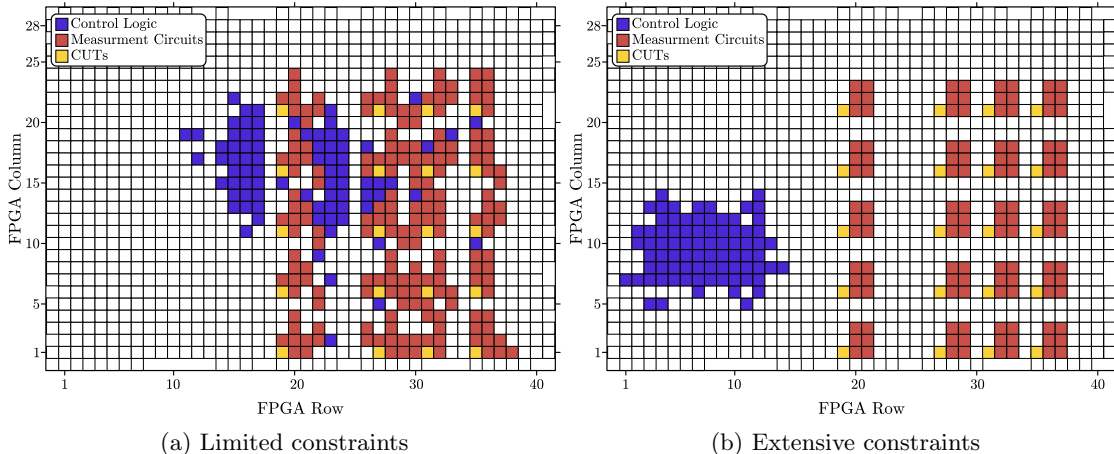 Control Logic
Measurment Circuits
CUTs
28
25
20
15
10
5
1
FPGA Column
1 10 20 30 40
FPGA Row
(a) Limited constraints
Control Logic
Measurment Circuits
CUTs
28
25
20
15
10
5
1
FPGA Column
1 10 20 30 40
FPGA Row
(b) Extensive constraints